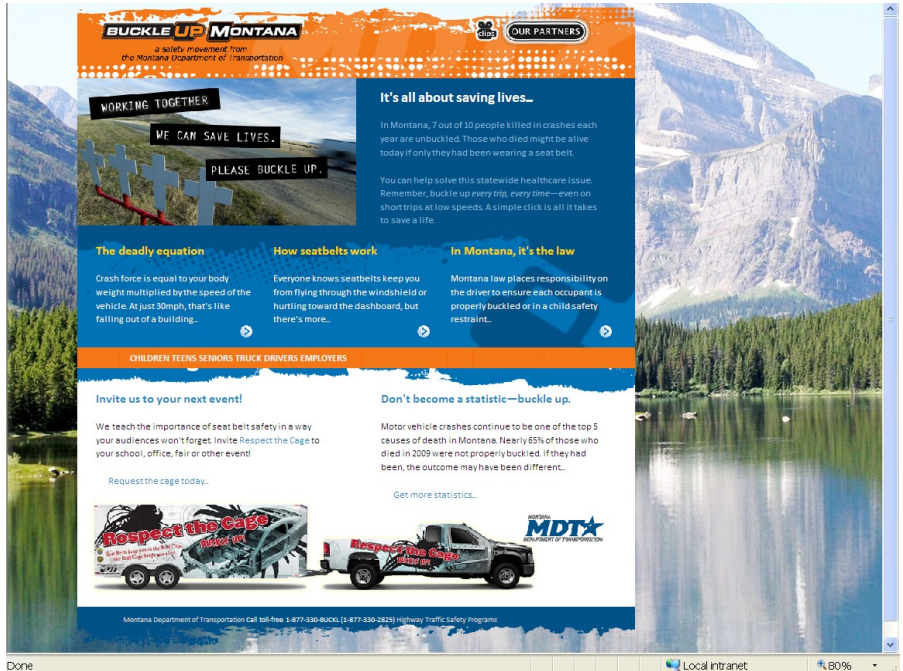 BUCKLE UP MONTANA
a safety movement from
the Montana Department of Transportation
clips
OUR PARTNERS
WORKING TOGETHER
WE CAN SAVE LIVES.
PLEASE BUCKLE UP.
It's all about saving lives...
In Montana, 7 out of 10 people killed in crashes each
year are unbuckled. Those who died might be alive
today if only they had been wearing a seat belt.
You can help solve this statewide healthcare issue.
Remember, buckle up every trip, every time—even on
short trips at low speeds. A simple click is all it takes
to save a life.
The deadly equation
Crash force is equal to your body
weight multiplied by the speed of the
vehicle. At just 30mph, that's like
falling out of a building...
How seatbelts work
Everyone knows seatbelts keep you
from flying through the windshield or
hurtling toward the dashboard, but
there's more...
In Montana, it's the law
Montana law places responsibility on
the driver to ensure each occupant is
properly buckled or in a child safety
restraint...
CHILDREN TEENS SENIORS TRUCK DRIVERS EMPLOYERS
Invite us to your next event!
We teach the importance of seat belt safety in a way
your audiences won't forget. Invite Respect the Cage to
your school, office, fair or other event!
Request the cage today...
Don't become a statistic—buckle up.
Motor vehicle crashes continue to be one of the top 5
causes of death in Montana. Nearly 65% of those who
died in 2009 were not properly buckled. If they had
been, the outcome may have been different...
Get more statistics...
Respect the Cage
BUCKLE UP!
Respect the Cage
BUCKLE UP!
MONTANA
MDT
DEPARTMENT OF TRANSPORTATION
Montana Department of Transportation Call toll-free 1-877-330-BUCKL (1-877-330-2825) Highway Traffic Safety Programs
Done
Local intranet
80%